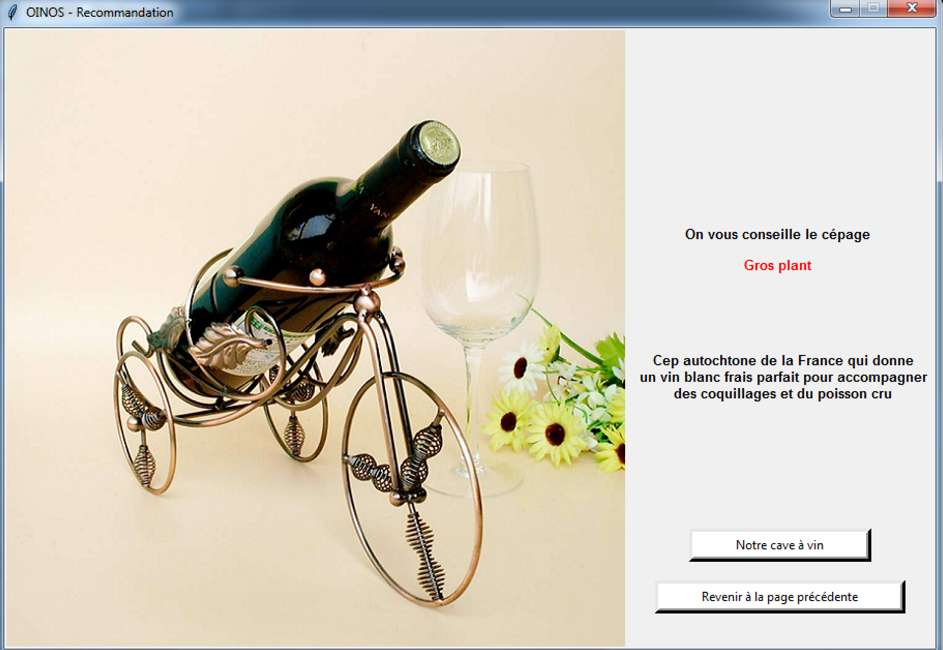 OINOS - Recommandation
On vous conseille le cépage
Gros plant
Cep autochtone de la France qui donne
un vin blanc frais parfait pour accompagner
des coquillages et du poisson cru
Notre cave à vin
Revenir à la page précédente